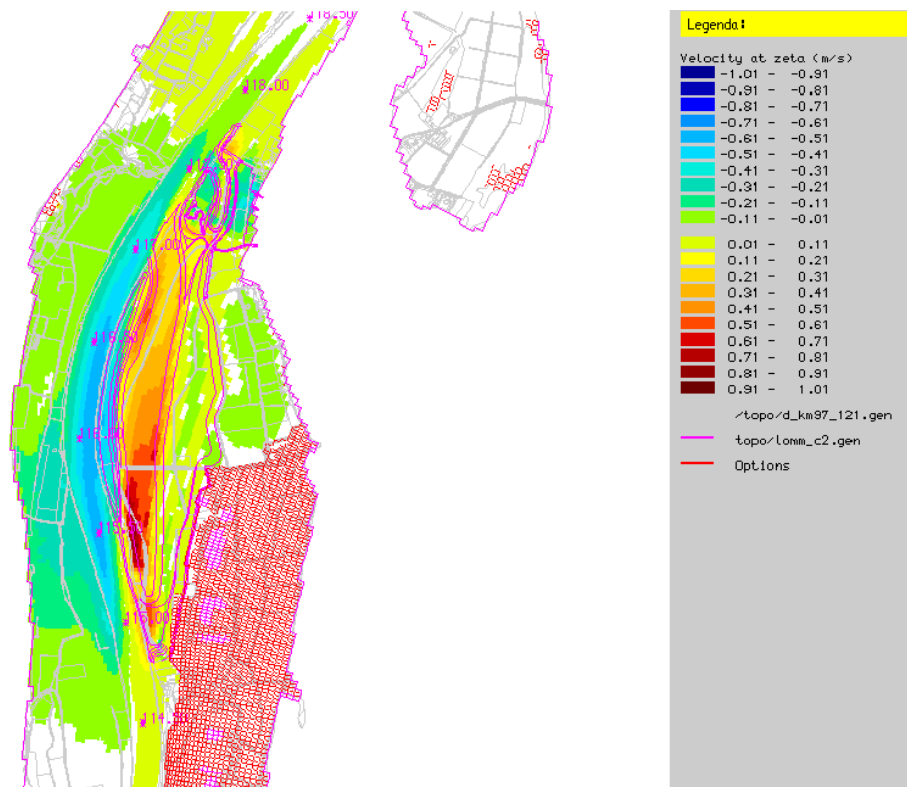 118.50
118.00
117.00
116.50
116.00
115.00
114.50
Legenda:
Velocity at zeta (m/s)
-1.01 - -0.91
-0.91 - -0.81
-0.81 - -0.71
-0.71 - -0.61
-0.61 - -0.51
-0.51 - -0.41
-0.41 - -0.31
-0.31 - -0.21
-0.21 - -0.11
-0.11 - -0.01
0.01 - 0.11
0.11 - 0.21
0.21 - 0.31
0.31 - 0.41
0.41 - 0.51
0.51 - 0.61
0.61 - 0.71
0.71 - 0.81
0.81 - 0.91
0.91 - 1.01
/topo/d_km97_121.gen
topo/lomm_c2.gen
Options